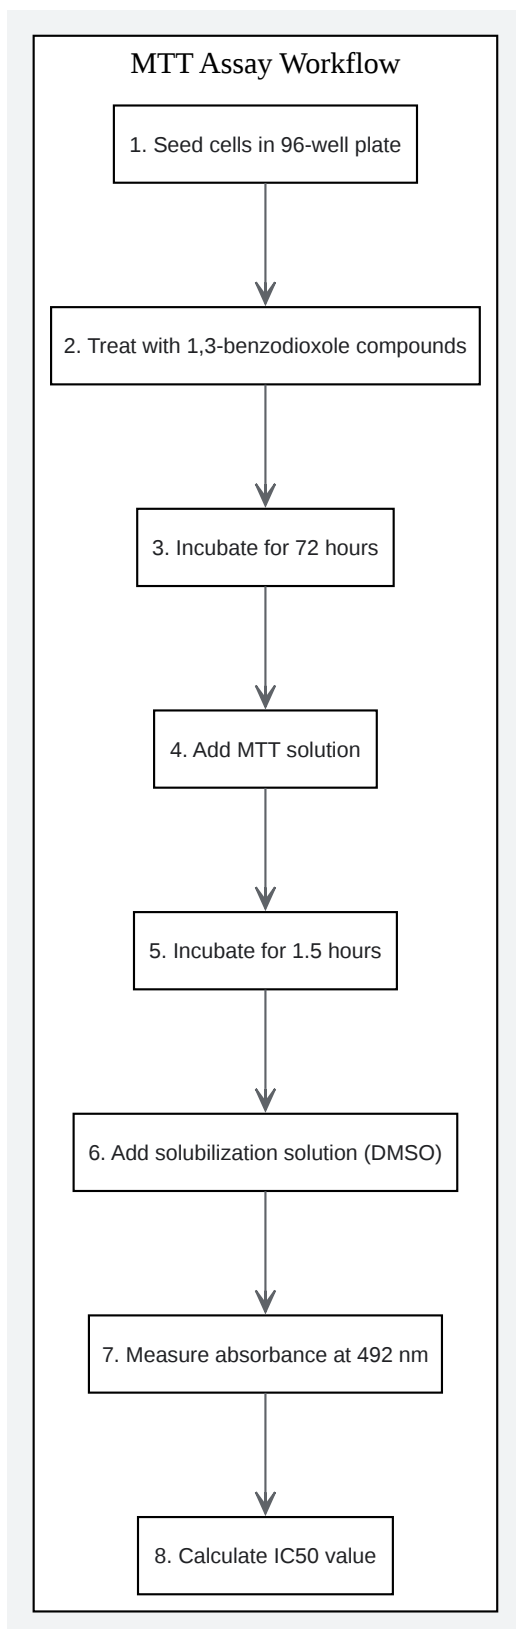 MTT Assay Workflow
1. Seed cells in 96-well plate
2. Treat with 1,3-benzodioxole compounds
3. Incubate for 72 hours
4. Add MTT solution
5. Incubate for 1.5 hours
6. Add solubilization solution (DMSO)
7. Measure absorbance at 492 nm
8. Calculate IC50 value